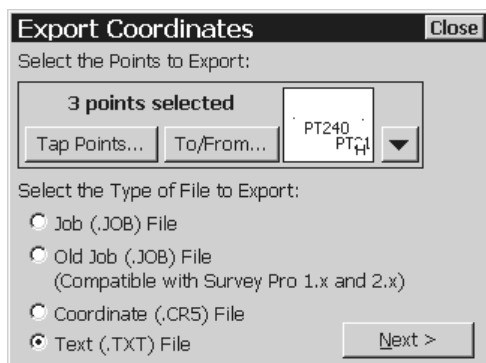 Export Coordinates Close
Select the Points to Export:
3 points selected
Tap Points... To/From...
PT240
Select the Type of File to Export:
Job (.JOB) File
Old Job (.JOB) File
(Compatible with Survey Pro 1.x and 2.x)
Coordinate (.CR5) File
Text (.TXT) File
Next >